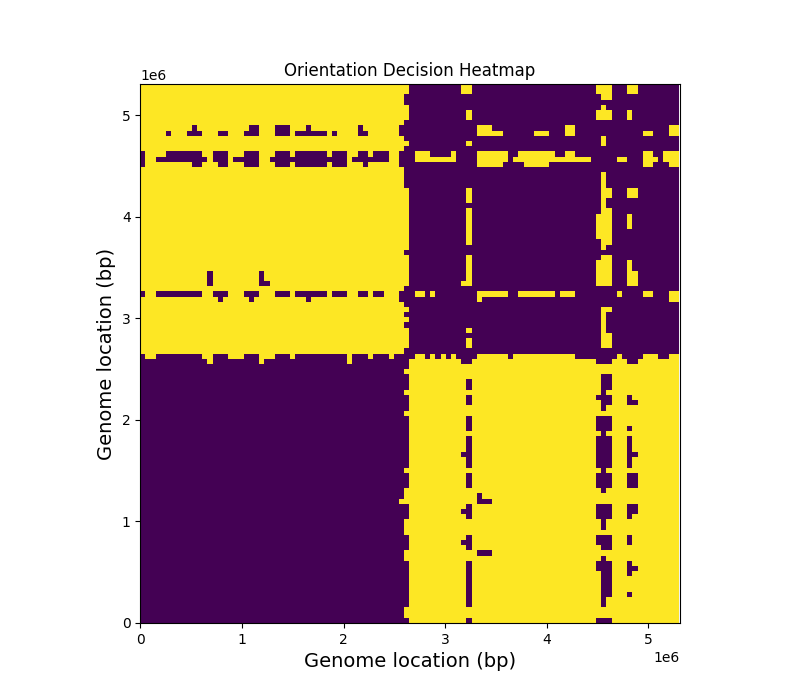 Orientation Decision Heatmap
1e6
5
4
3
2
1
0
Genome location (bp)
0 1 2 3 4 5
1e6
Genome location (bp)